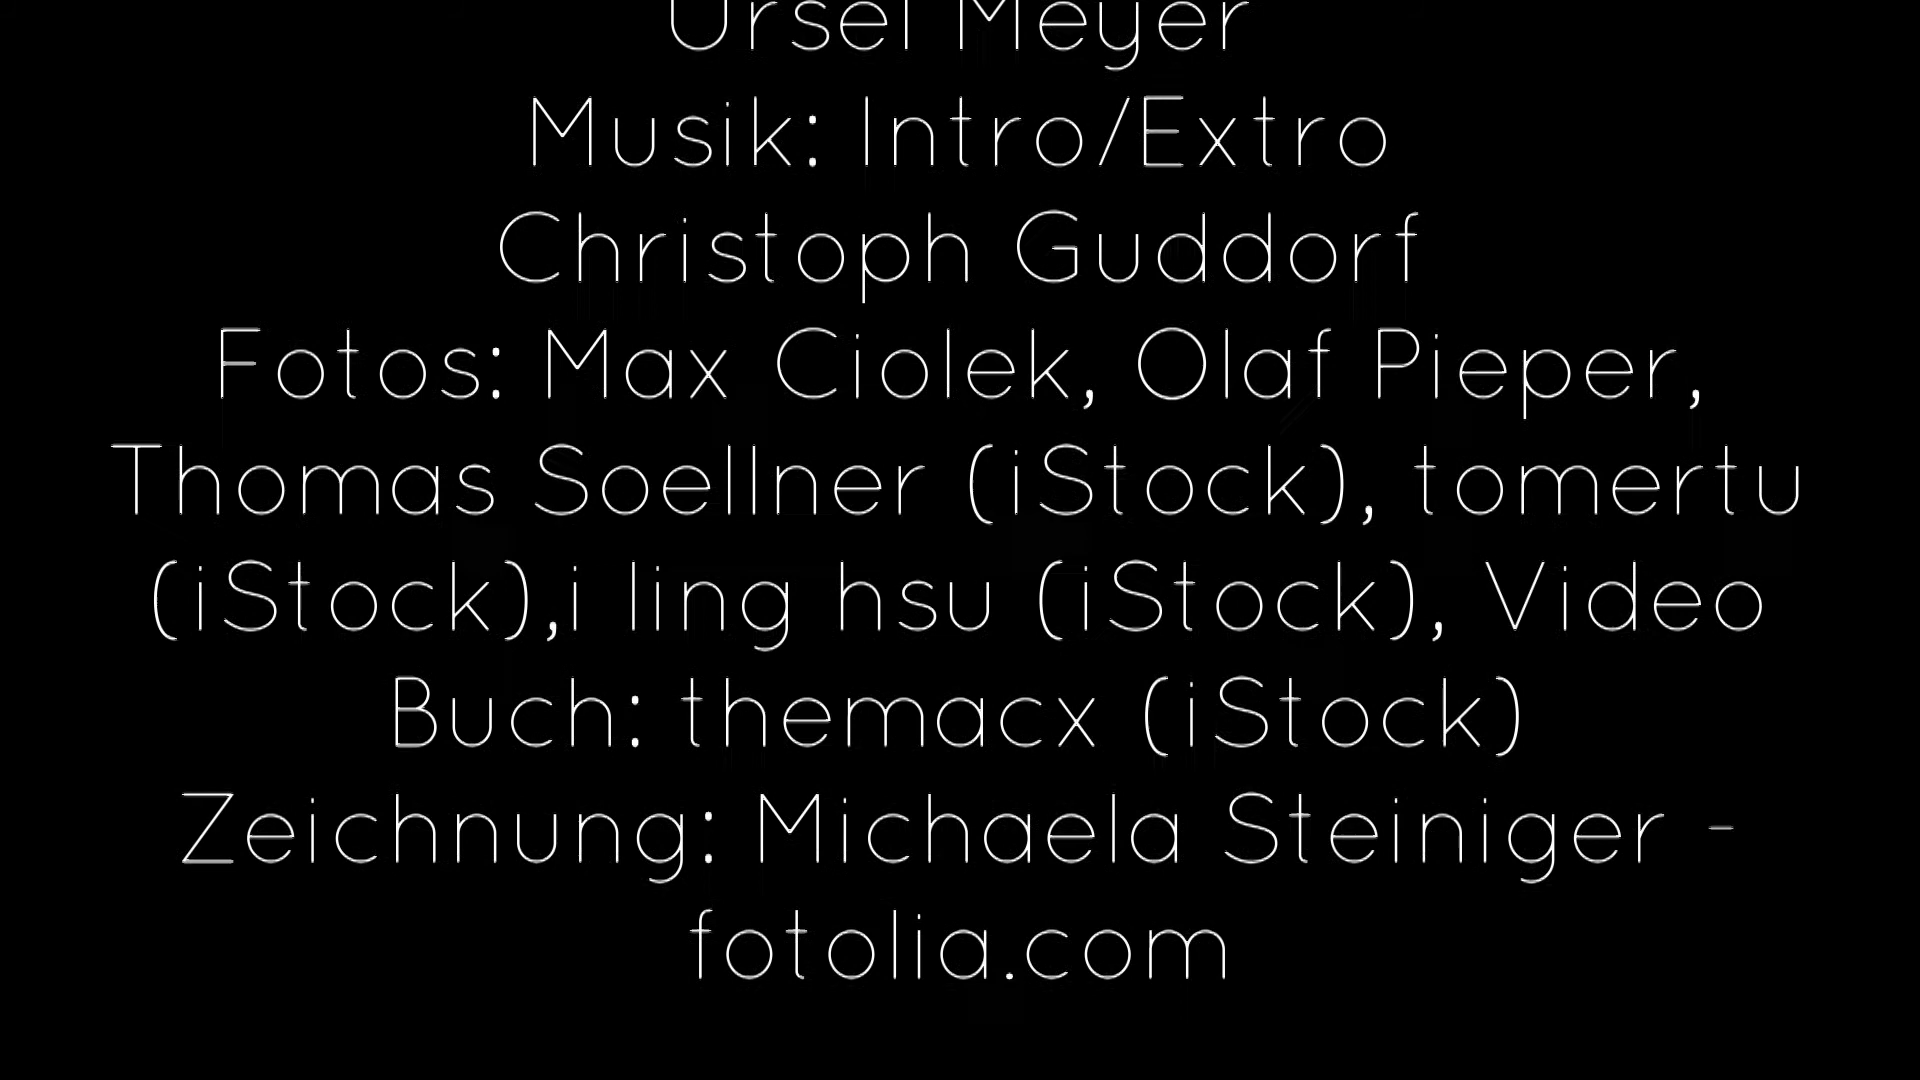 Ursel Meyer
Musik: Intro/Extro
Christoph Guddorf
Fotos: Max Ciolek, Olaf Pieper,
Thomas Soellner (iStock), tomertu
(iStock),i ling hsu (iStock), Video
Buch: themacx (iStock)
Zeichnung: Michaela Steiniger -
fotolia.com